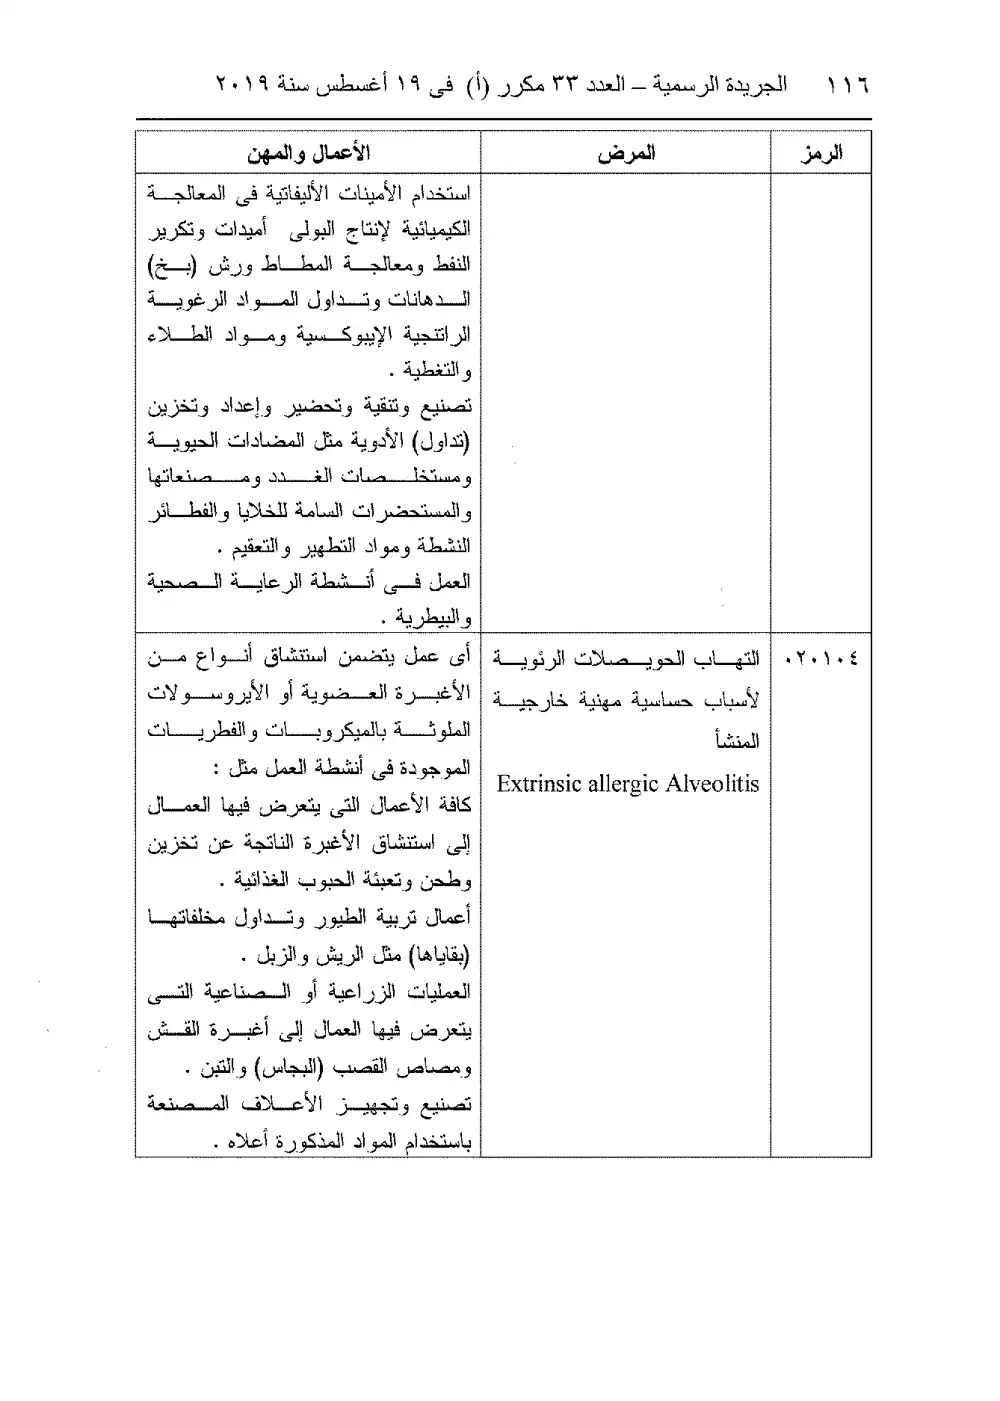 ١١٦ الجريدة الرسمية – العدد ٣٣ مكرر (أ) فى ١٩ أغسطس سنة ٢٠١٩
الرمز
المرض
الأعمال والمهن
استخدام الأمينات الأليفاتية فى المعالجة
الكيميائية لإنتاج البولى أميدات وتكرير
النفط ومعالجة المطاط ورش (بخ)
الدهانات وتداول المواد الرغوية
الراتنجية الإيبوكسية ومواد الطلاء
والتغطية .
تصنيع وتنقية وتحضير وإعداد وتخزين
(تداول) الأدوية مثل المضادات الحيوية
ومستخلصات الغدد ومصنعاتها
والمستحضرات السامة للخلايا والفطائر
النشطة ومواد التطهير والتعقيم .
العمل فى أنشطة الرعاية الصحية
والبيطرية .
٠٢٠١٠٤
التهاب الحويصلات الرئوية
لأسباب حساسية مهنية خارجية
المنشأ
Extrinsic allergic Alveolitis
أى عمل يتضمن استنشاق أنواع من
الأغبرة العضوية أو الأيروسولات
الملوثة بالميكروبات والفطريات
الموجودة فى أنشطة العمل مثل :
كافة الأعمال التى يتعرض فيها العمال
إلى استنشاق الأغبرة الناتجة عن تخزين
وطحن وتعبئة الحبوب الغذائية .
أعمال تربية الطيور وتداول مخلفاتها
(بقاياها) مثل الريش والزبل .
العمليات الزراعية أو الصناعية التى
يتعرض فيها العمال إلى أغبرة القش
ومصاص القصب (البجاس) والتبن .
تصنيع وتجهيز الأعلاف المصنعة
باستخدام المواد المذكورة أعلاه .